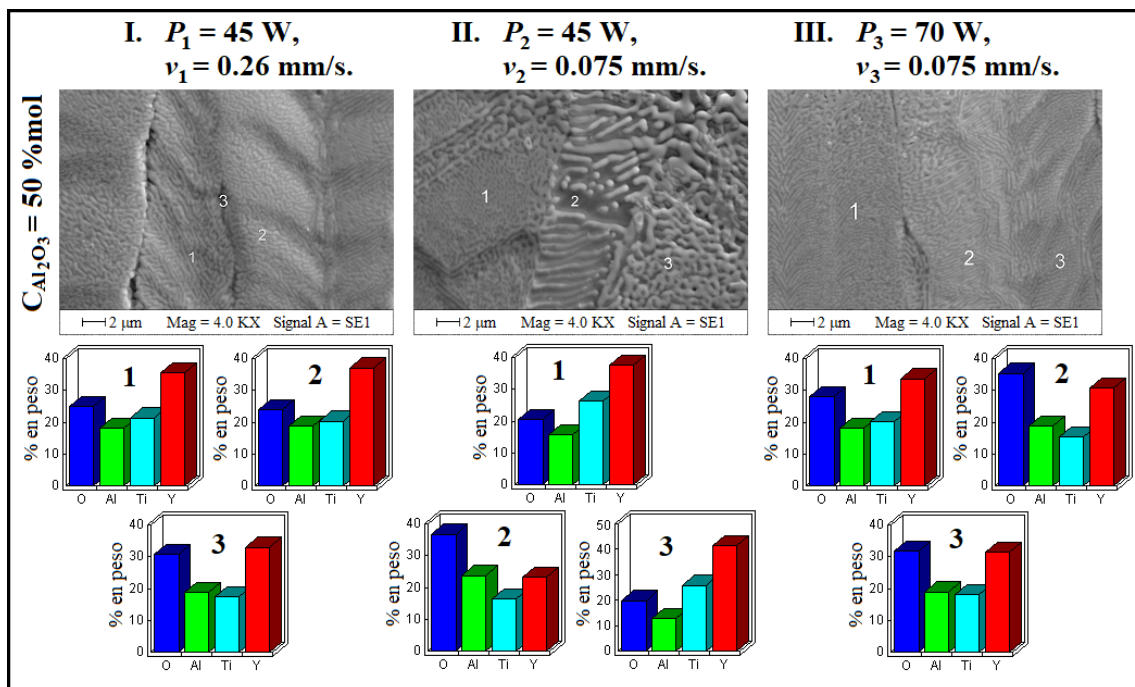 I. P₁ = 45 W,
v₁ = 0.26 mm/s.
II. P₂ = 45 W,
v₂ = 0.075 mm/s.
III. P₃ = 70 W,
v₃ = 0.075 mm/s.
C_Al₂O₃ = 50 %mol
3
2
1
2 µm Mag = 4.0 KX Signal A = SE1
1
2
3
2 µm Mag = 4.0 KX Signal A = SE1
1
2
3
2 µm Mag = 4.0 KX Signal A = SE1
% en peso
40
30
20
10
0
1
O Al Ti Y
% en peso
40
30
20
10
0
2
O Al Ti Y
% en peso
40
30
20
10
0
1
O Al Ti Y
% en peso
40
30
20
10
0
1
O Al Ti Y
% en peso
40
30
20
10
0
2
O Al Ti Y
% en peso
40
30
20
10
0
3
O Al Ti Y
% en peso
40
30
20
10
0
2
O Al Ti Y
% en peso
50
40
30
20
10
0
3
O Al Ti Y
% en peso
40
30
20
10
0
3
O Al Ti Y